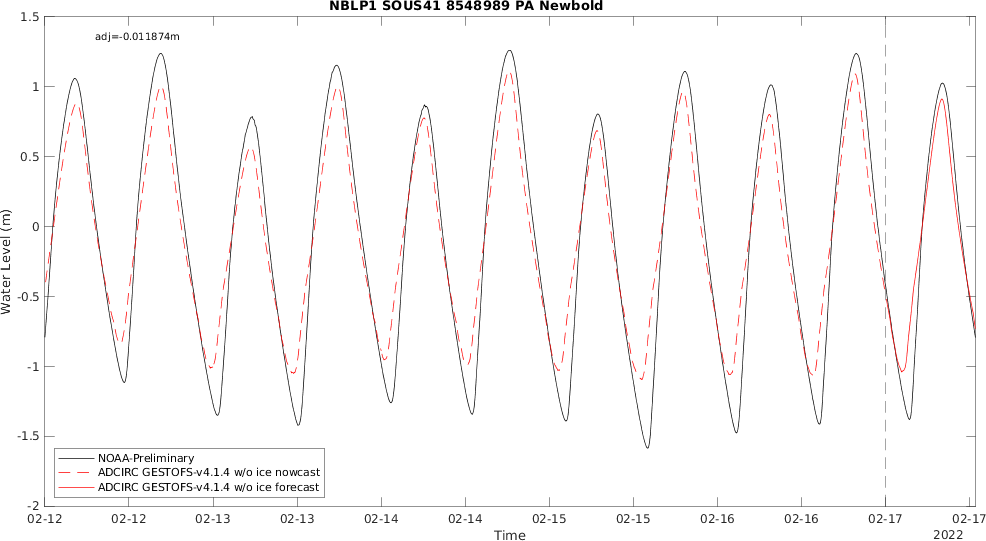 NBLP1 SOUS41 8548989 PA Newbold
adj=-0.011874m
1.5
1
0.5
0
-0.5
-1
-1.5
-2
Water Level (m)
NOAA-Preliminary
ADCIRC GESTOFS-v4.1.4 w/o ice nowcast
ADCIRC GESTOFS-v4.1.4 w/o ice forecast
02-12 02-12 02-13 02-13 02-14 02-14 02-15 02-15 02-16 02-16 02-17 02-17
Time
2022